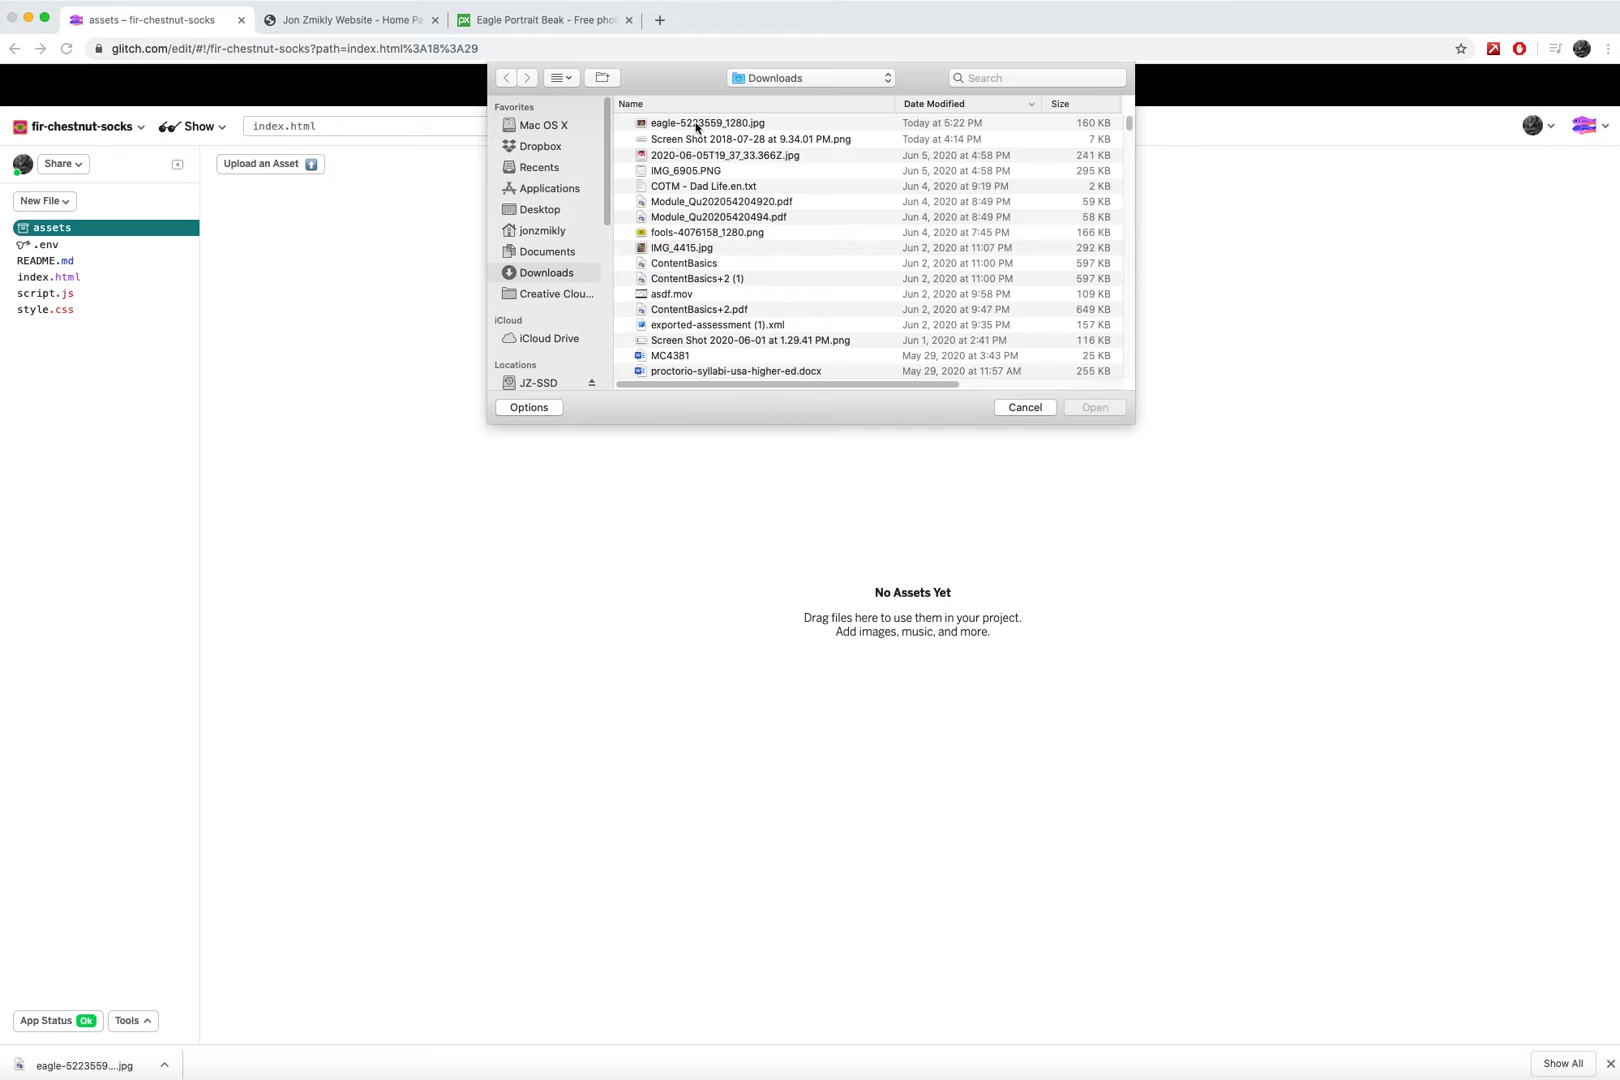 assets – fir-chestnut-socks
Jon Zmikly Website - Home Pa
px Eagle Portrait Beak - Free pho
glitch.com/edit/#!/fir-chestnut-socks?path=index.html%3A18%3A29
Downloads
Search
Favorites
Mac OS X
Dropbox
Recents
Applications
Desktop
jonzmikly
Documents
Downloads
Creative Clou...
iCloud
iCloud Drive
Locations
JZ-SSD
Name Date Modified Size
eagle-5223559_1280.jpg Today at 5:22 PM 160 KB
Screen Shot 2018-07-28 at 9.34.01 PM.png Today at 4:14 PM 7 KB
2020-06-05T19_37_33.366Z.jpg Jun 5, 2020 at 4:58 PM 241 KB
IMG_6905.PNG Jun 5, 2020 at 4:58 PM 295 KB
COTM - Dad Life.en.txt Jun 4, 2020 at 9:19 PM 2 KB
Module_Qu202054204920.pdf Jun 4, 2020 at 8:49 PM 59 KB
Module_Qu20205420494.pdf Jun 4, 2020 at 8:49 PM 58 KB
fools-4076158_1280.png Jun 4, 2020 at 7:45 PM 166 KB
IMG_4415.jpg Jun 2, 2020 at 11:07 PM 292 KB
ContentBasics Jun 2, 2020 at 11:00 PM 597 KB
ContentBasics+2 (1) Jun 2, 2020 at 11:00 PM 597 KB
asdf.mov Jun 2, 2020 at 9:58 PM 109 KB
ContentBasics+2.pdf Jun 2, 2020 at 9:47 PM 649 KB
exported-assessment (1).xml Jun 2, 2020 at 9:35 PM 157 KB
Screen Shot 2020-06-01 at 1.29.41 PM.png Jun 1, 2020 at 2:41 PM 116 KB
MC4381 May 29, 2020 at 3:43 PM 25 KB
proctorio-syllabi-usa-higher-ed.docx May 29, 2020 at 11:57 AM 255 KB
Options
Cancel
Open
fir-chestnut-socks
Show
index.html
Share
Upload an Asset
New File
assets
.env
README.md
index.html
script.js
style.css
No Assets Yet
Drag files here to use them in your project.
Add images, music, and more.
App Status Ok
Tools
eagle-5223559....jpg
Show All